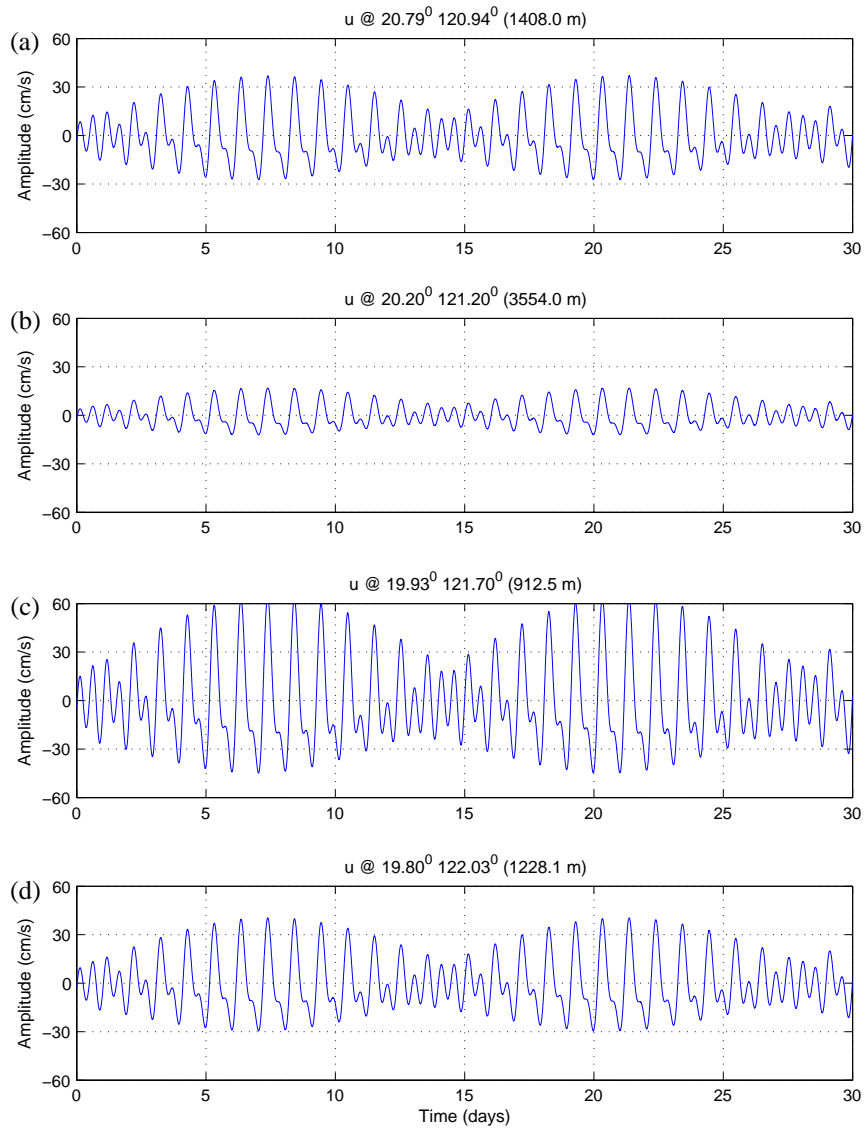 (a)
u @ 20.79⁰ 120.94⁰ (1408.0 m)
Amplitude (cm/s)
60
30
0
−30
−60
0 5 10 15 20 25 30
(b)
u @ 20.20⁰ 121.20⁰ (3554.0 m)
Amplitude (cm/s)
60
30
0
−30
−60
0 5 10 15 20 25 30
(c)
u @ 19.93⁰ 121.70⁰ (912.5 m)
Amplitude (cm/s)
60
30
0
−30
−60
0 5 10 15 20 25 30
(d)
u @ 19.80⁰ 122.03⁰ (1228.1 m)
Amplitude (cm/s)
60
30
0
−30
−60
0 5 10 15 20 25 30
Time (days)